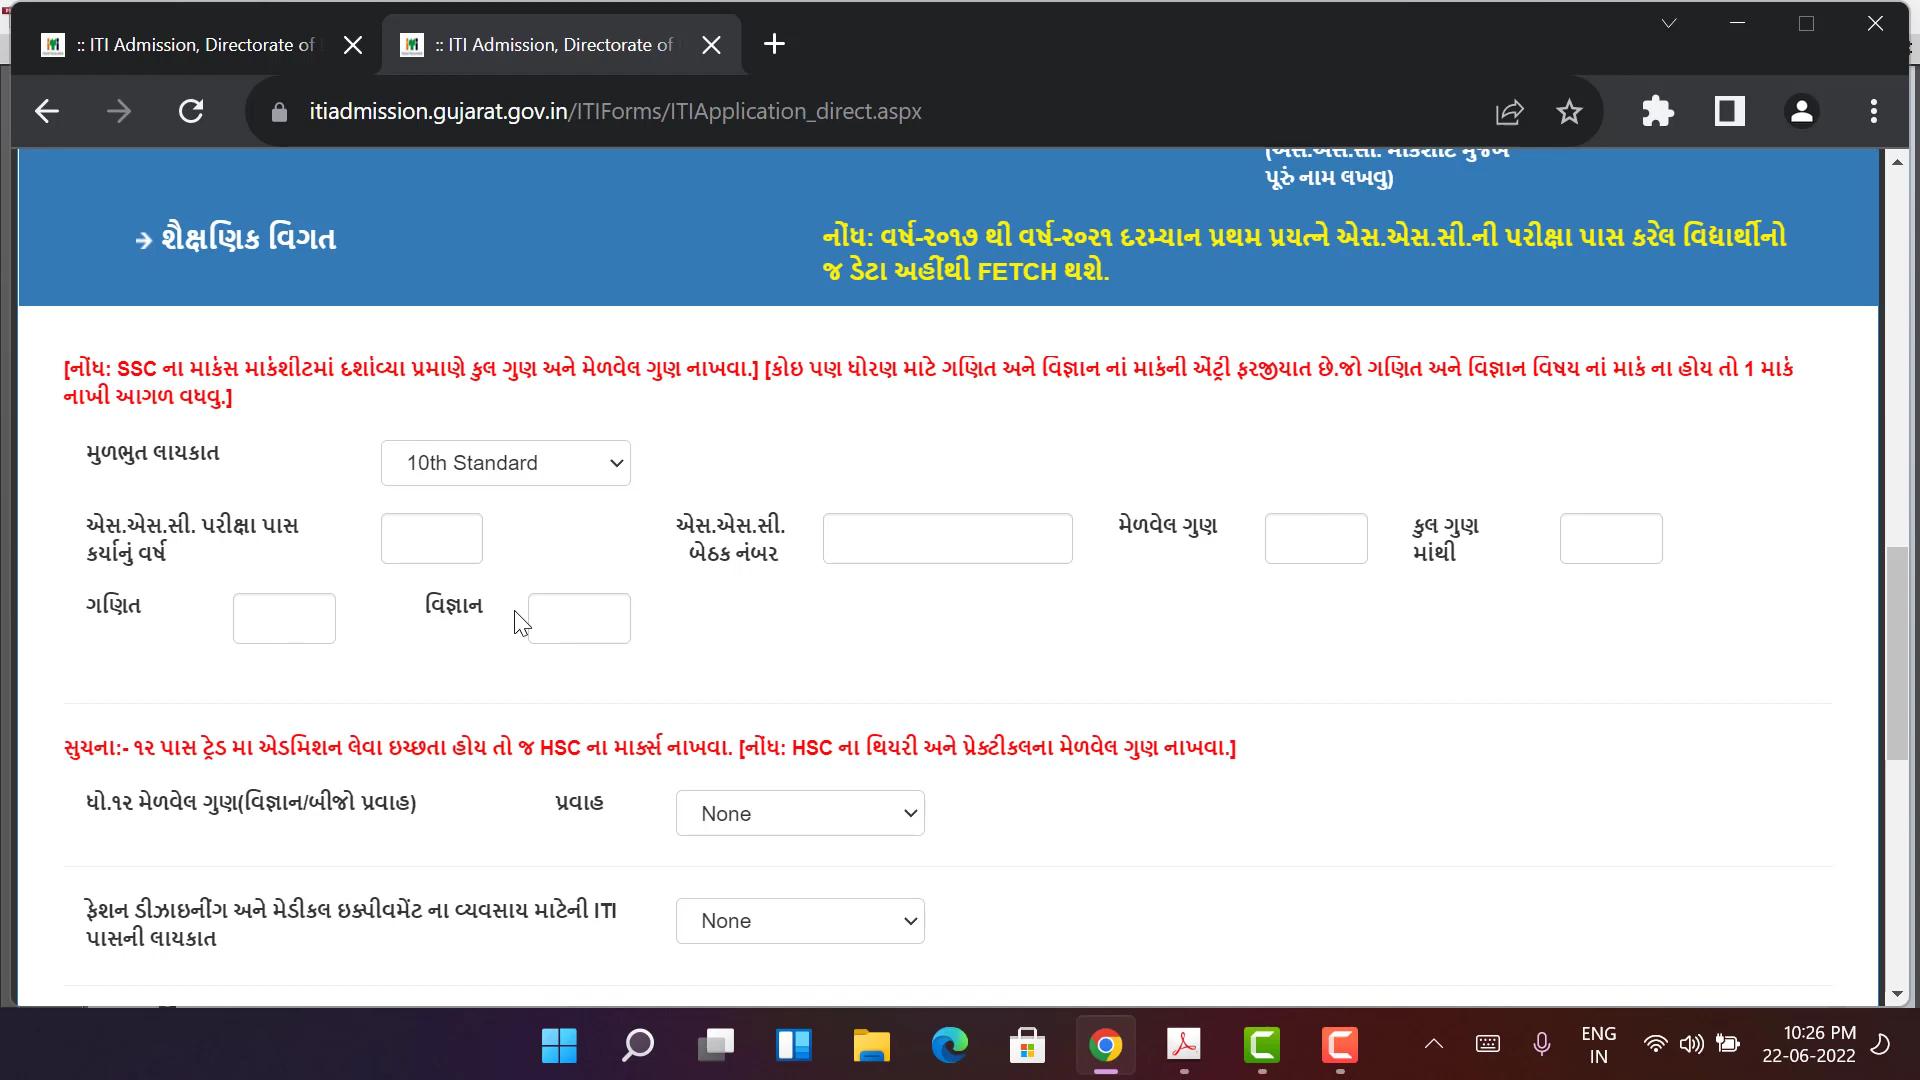 :: ITI Admission, Directorate of
:: ITI Admission, Directorate of
itiadmission.gujarat.gov.in/ITIForms/ITIApplication_direct.aspx
(એસ.એસ.સી. માર્કશીટ મુજબ
પૂરું નામ લખવુ)
શૈક્ષણિક વિગત
નોંધ: વર્ષ-૨૦૧૭ થી વર્ષ-૨૦૨૧ દરમ્યાન પ્રથમ પ્રયત્ને એસ.એસ.સી.ની પરીક્ષા પાસ કરેલ વિદ્યાર્થીનો
જ ડેટા અહીંથી FETCH થશે.
[નોંધ: SSC ના માર્કસ માર્કશીટમાં દર્શાવ્યા પ્રમાણે કુલ ગુણ અને મેળવેલ ગુણ નાખવા.] [કોઇ પણ ધોરણ માટે ગણિત અને વિજ્ઞાન નાં માર્કની એંટ્રી ફરજીયાત છે.જો ગણિત અને વિજ્ઞાન વિષય નાં માર્ક ના હોય તો 1 માર્ક
નાખી આગળ વધવુ.]
મુળભુત લાયકાત
10th Standard
એસ.એસ.સી. પરીક્ષા પાસ
કર્યાનું વર્ષ
એસ.એસ.સી.
બેઠક નંબર
મેળવેલ ગુણ
કુલ ગુણ
માંથી
ગણિત
વિજ્ઞાન
સુચના:- ૧૨ પાસ ટ્રેડ મા એડમિશન લેવા ઇચ્છતા હોય તો જ HSC ના માર્ક્સ નાખવા. [નોંધ: HSC ના થિયરી અને પ્રેક્ટીકલના મેળવેલ ગુણ નાખવા.]
ધો.૧૨ મેળવેલ ગુણ(વિજ્ઞાન/બીજો પ્રવાહ)
પ્રવાહ
None
ફેશન ડીઝાઇનીંગ અને મેડીકલ ઇક્પીવમેંટ ના વ્યવસાય માટેની ITI
પાસની લાયકાત
None
ENG
IN
10:26 PM
22-06-2022